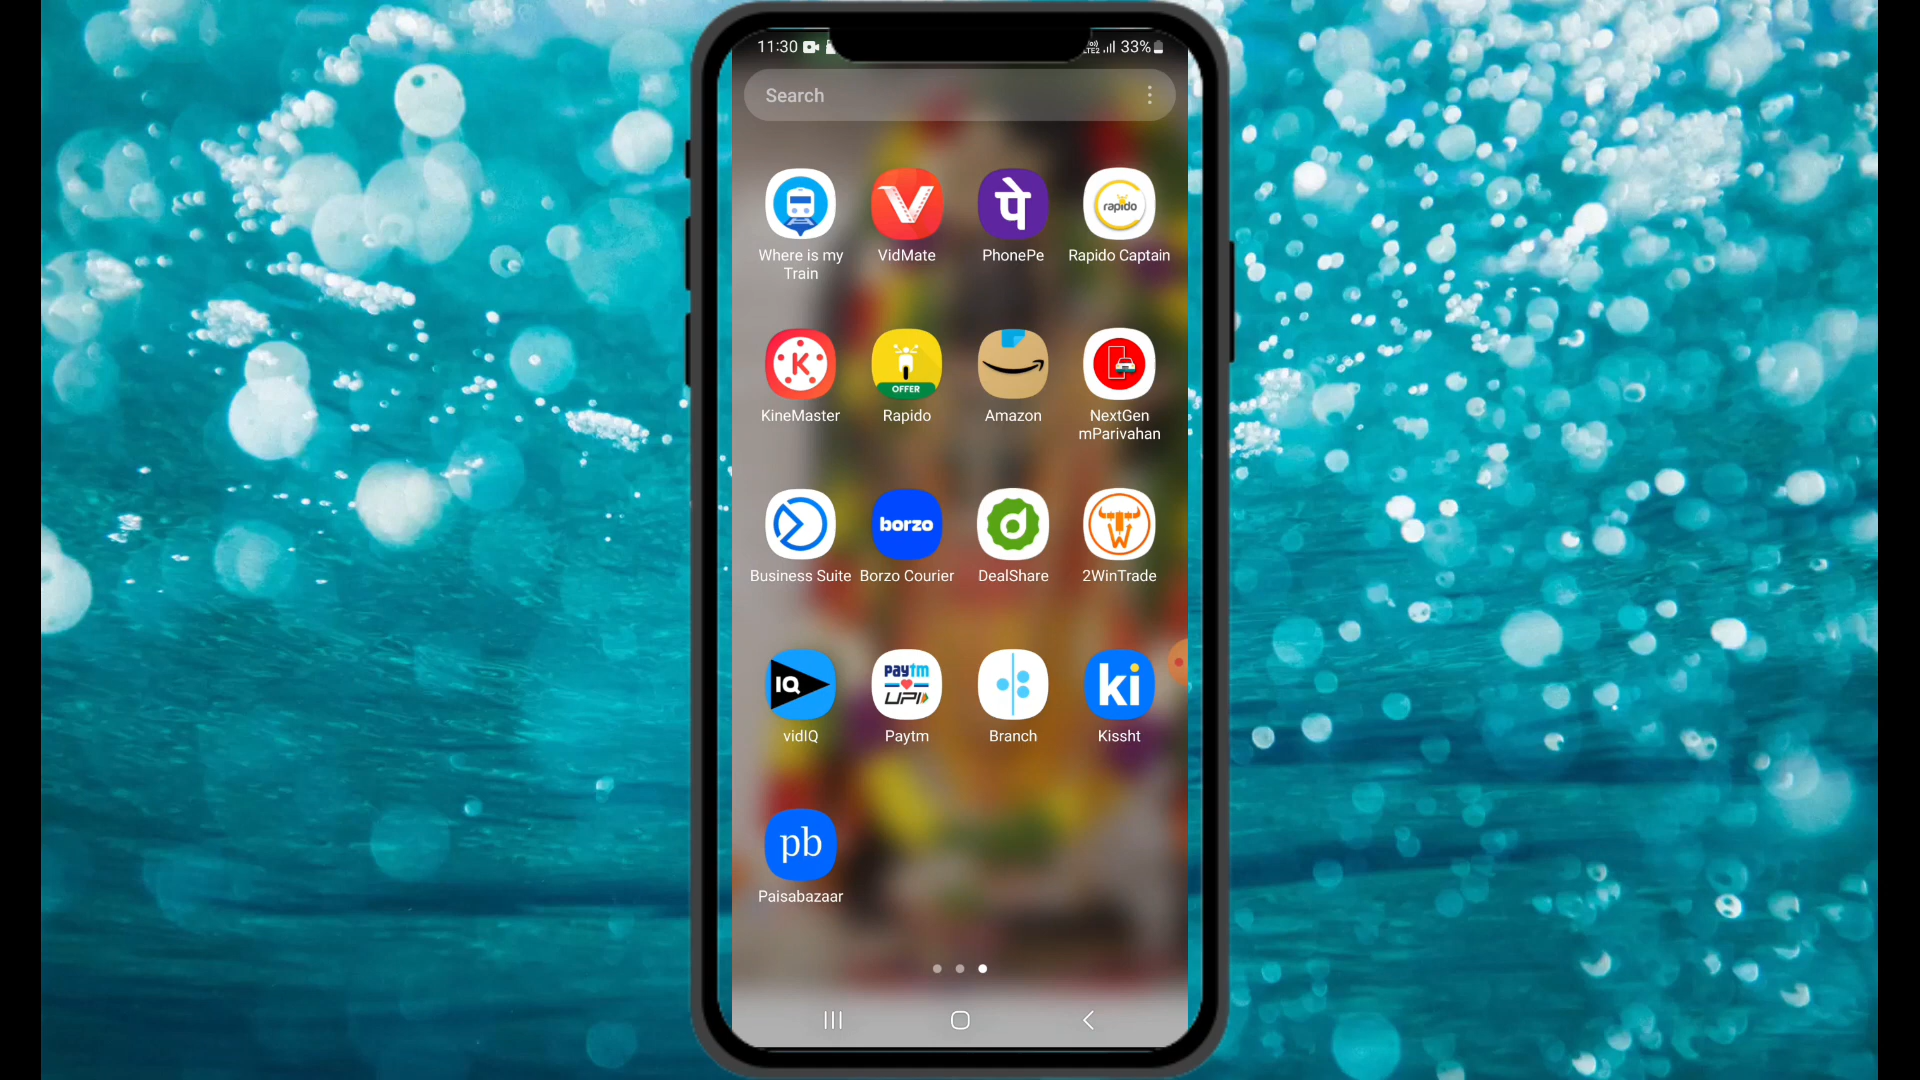 11:30
33%
Search
Where is my
Train
VidMate
पे
PhonePe
rapido
Rapido Captain
K
KineMaster
OFFER
Rapido
Amazon
NextGen
mParivahan
Business Suite
borzo
Borzo Courier
d
DealShare
2WinTrade
IQ
vidIQ
paytm
UPI
Paytm
Branch
ki
Kissht
pb
Paisabazaar